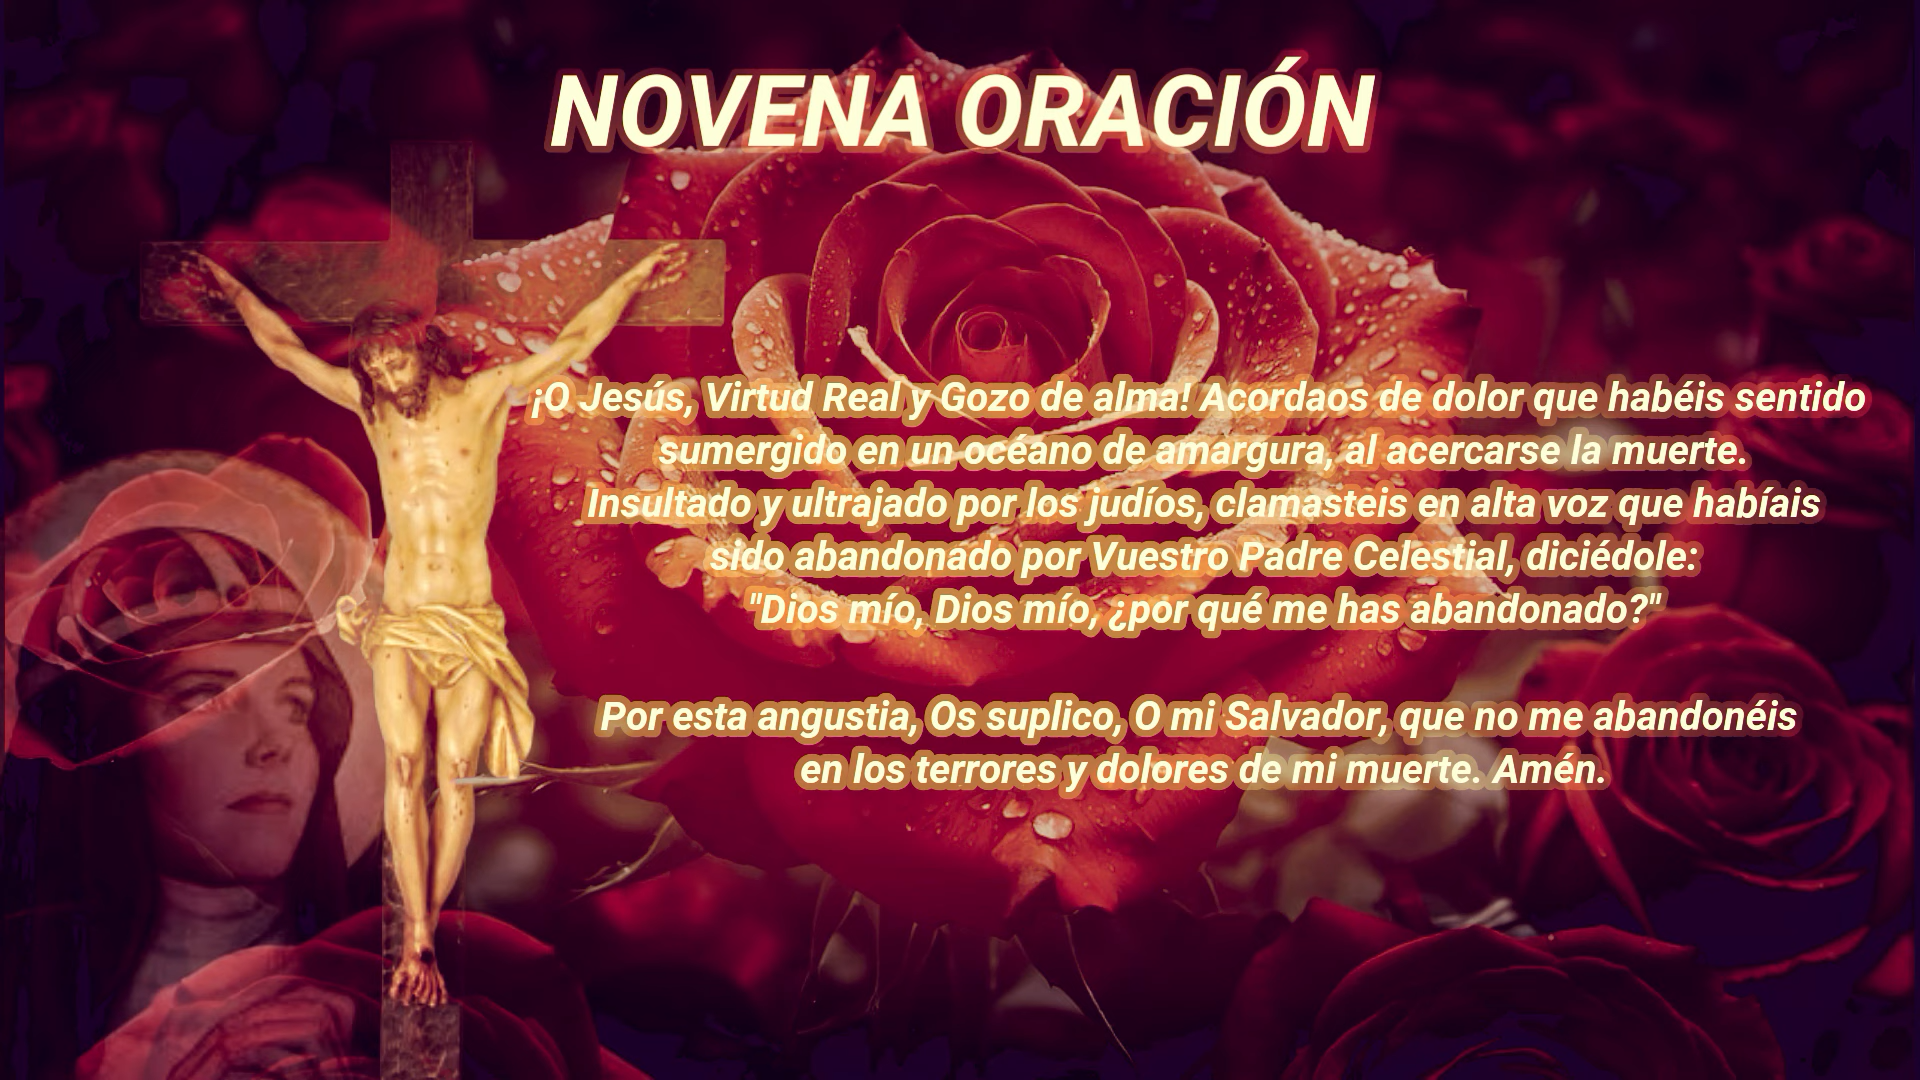 NOVENA ORACIÓN
¡O Jesús, Virtud Real y Gozo de alma! Acordaos de dolor que habéis sentido
sumergido en un océano de amargura, al acercarse la muerte.
Insultado y ultrajado por los judíos, clamasteis en alta voz que habíais
sido abandonado por Vuestro Padre Celestial, diciédole:
"Dios mío, Dios mío, ¿por qué me has abandonado?"
Por esta angustia, Os suplico, O mi Salvador, que no me abandonéis
en los terrores y dolores de mi muerte. Amén.